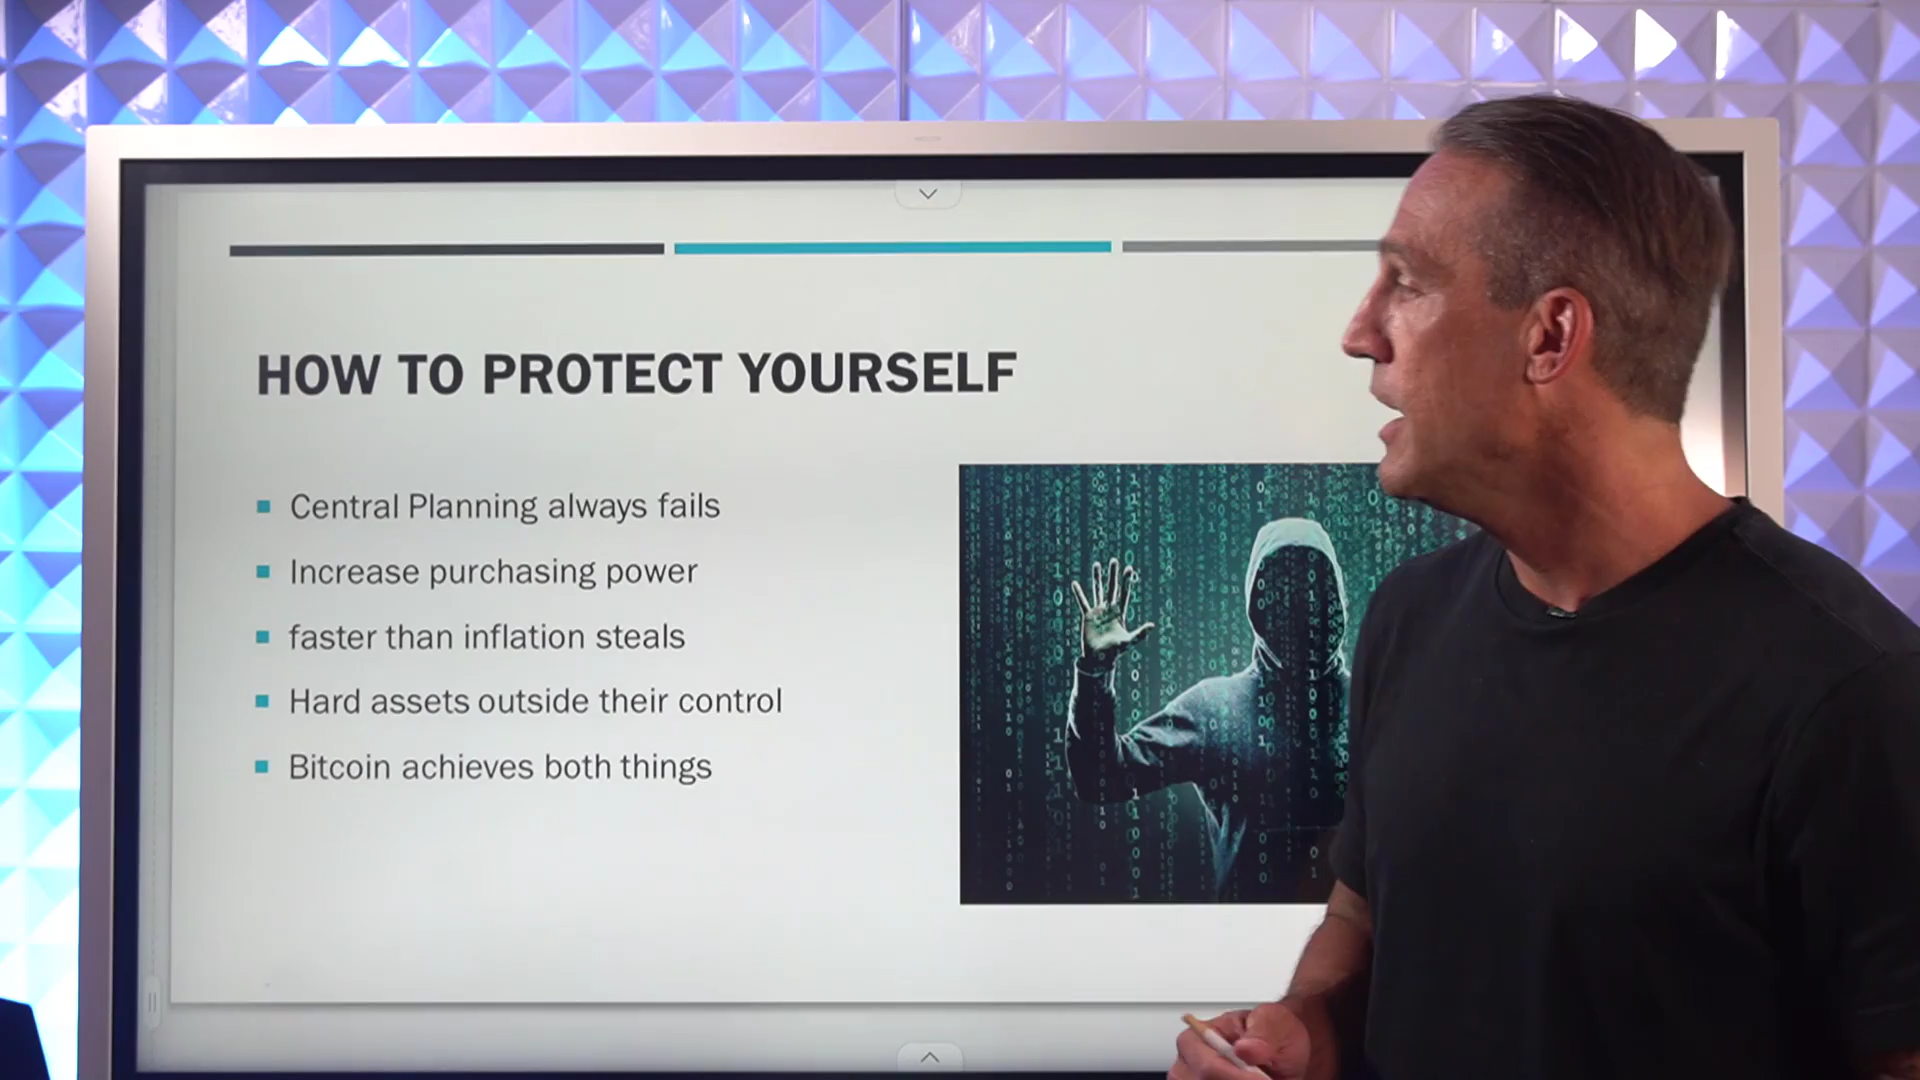 HOW TO PROTECT YOURSELF
Central Planning always fails
Increase purchasing power
faster than inflation steals
Hard assets outside their control
Bitcoin achieves both things